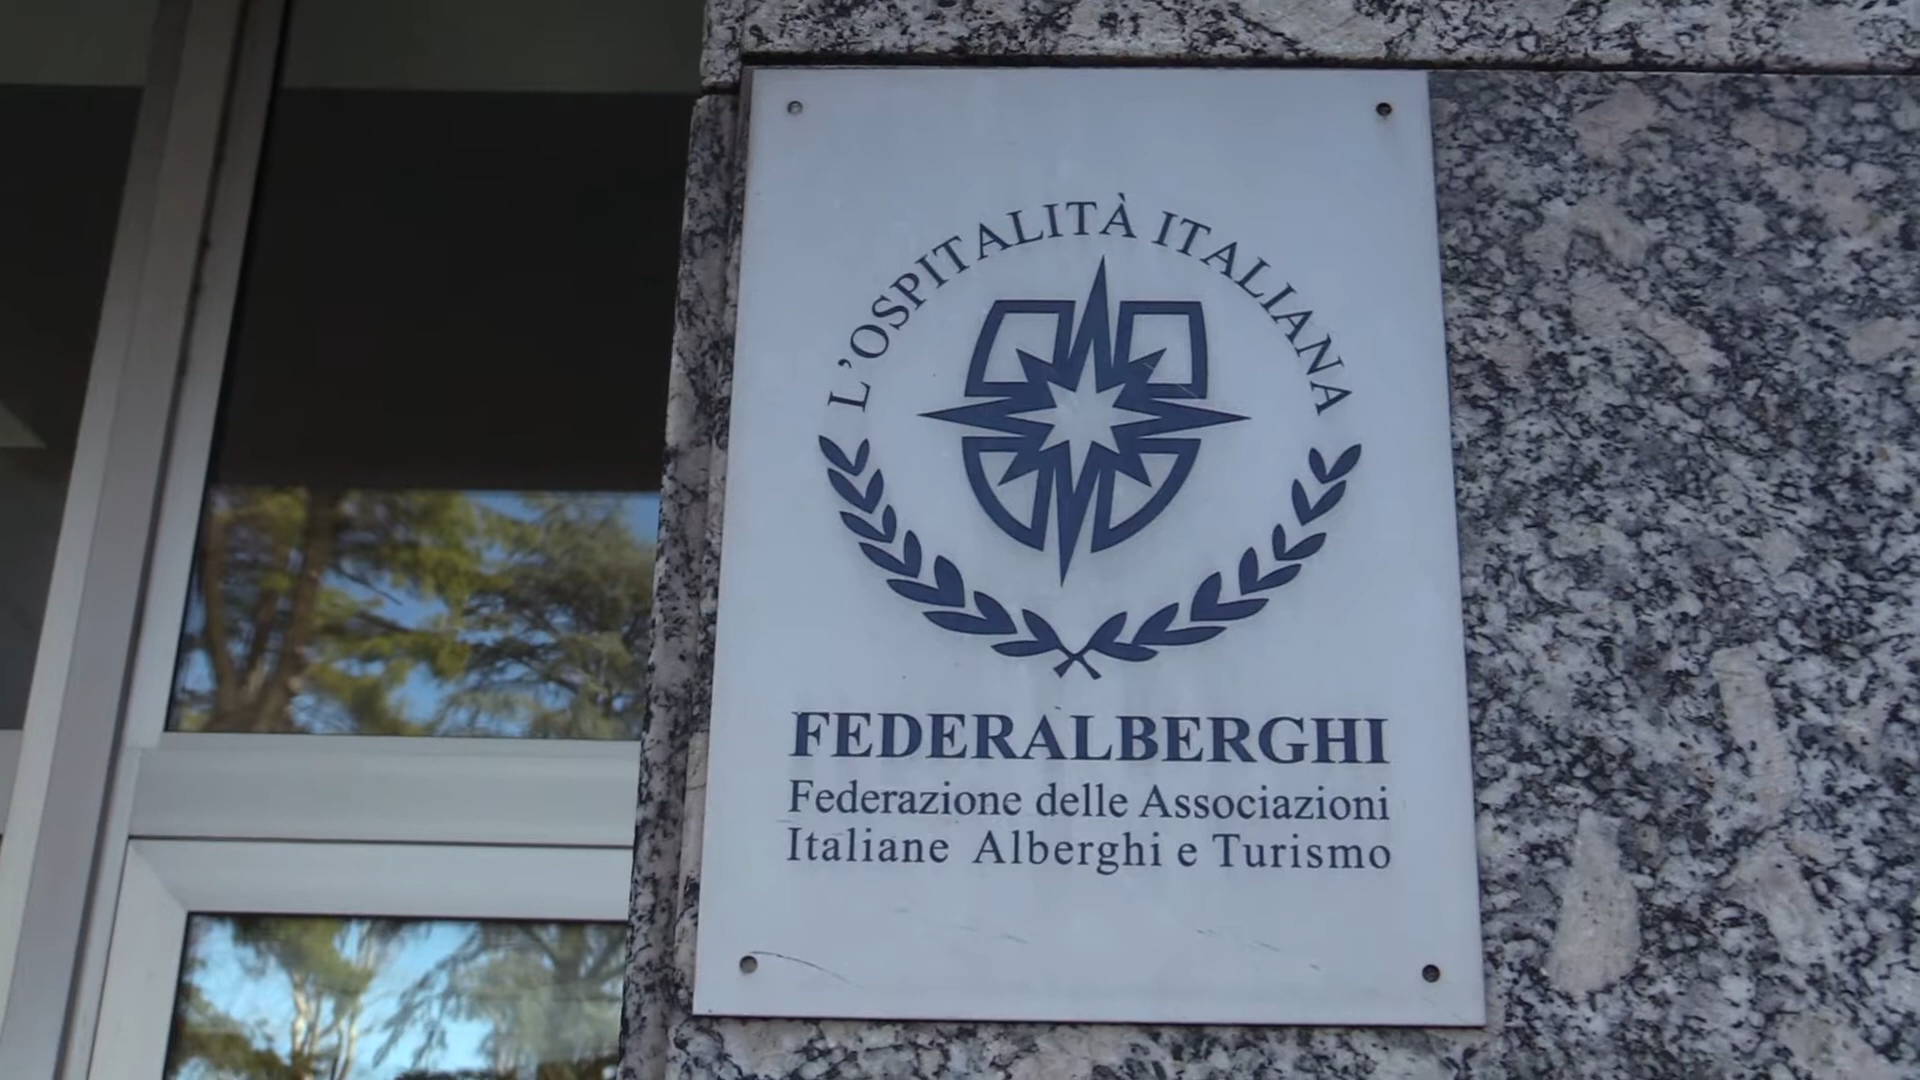 L'OSPITALITÀ ITALIANA
FEDERALBERGHI
Federazione delle Associazioni
Italiane Alberghi e Turismo